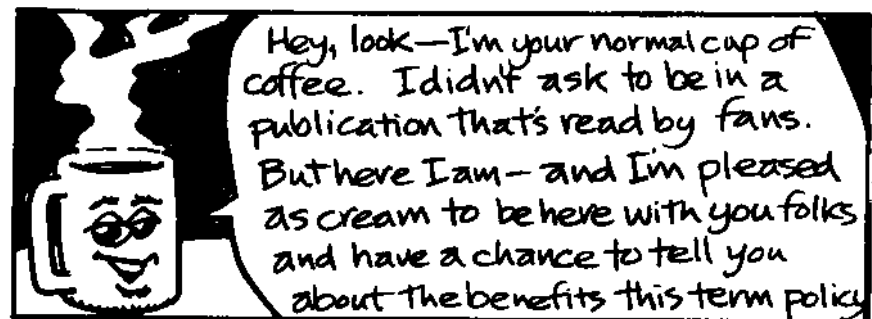 Hey, look—I'm your normal cup of
coffee. I didn't ask to be in a
publication that's read by fans.
But here I am—and I'm pleased
as cream to be here with you folks
and have a chance to tell you
about the benefits this term policy